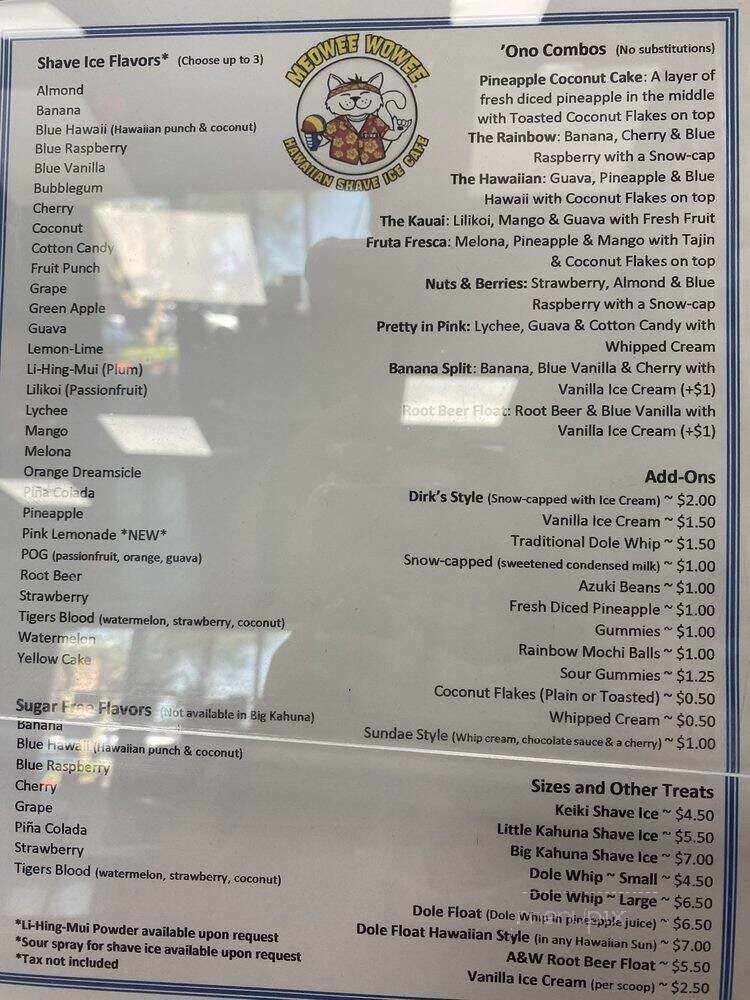 Shave Ice Flavors* (Choose up to 3)
Almond
Banana
Blue Hawaii (Hawaiian punch & coconut)
Blue Raspberry
Blue Vanilla
Bubblegum
Cherry
Coconut
Cotton Candy
Fruit Punch
Grape
Green Apple
Guava
Lemon-Lime
Li-Hing-Mui (Plum)
Lilikoi (Passionfruit)
Lychee
Mango
Melona
Orange Dreamsicle
Piña Colada
Pineapple
Pink Lemonade *NEW*
POG (passionfruit, orange, guava)
Root Beer
Strawberry
Tigers Blood (watermelon, strawberry, coconut)
Watermelon
Yellow Cake
Sugar Free Flavors (Not available in Big Kahuna)
Banana
Blue Hawaii (Hawaiian punch & coconut)
Blue Raspberry
Cherry
Grape
Piña Colada
Strawberry
Tigers Blood (watermelon, strawberry, coconut)
*Li-Hing-Mui Powder available upon request
*Sour spray for shave ice available upon request
*Tax not included
MEOWEE WOWEE
HAWAIIAN SHAVE ICE CAFE
'Ono Combos (No substitutions)
Pineapple Coconut Cake: A layer of
fresh diced pineapple in the middle
with Toasted Coconut Flakes on top
The Rainbow: Banana, Cherry & Blue
Raspberry with a Snow-cap
The Hawaiian: Guava, Pineapple & Blue
Hawaii with Coconut Flakes on top
The Kauai: Lilikoi, Mango & Guava with Fresh Fruit
Fruta Fresca: Melona, Pineapple & Mango with Tajin
& Coconut Flakes on top
Nuts & Berries: Strawberry, Almond & Blue
Raspberry with a Snow-cap
Pretty in Pink: Lychee, Guava & Cotton Candy with
Whipped Cream
Banana Split: Banana, Blue Vanilla & Cherry with
Vanilla Ice Cream (+$1)
Root Beer Float: Root Beer & Blue Vanilla with
Vanilla Ice Cream (+$1)
Add-Ons
Dirk's Style (Snow-capped with Ice Cream) ~ $2.00
Vanilla Ice Cream ~ $1.50
Traditional Dole Whip ~ $1.50
Snow-capped (sweetened condensed milk) ~ $1.00
Azuki Beans ~ $1.00
Fresh Diced Pineapple ~ $1.00
Gummies ~ $1.00
Rainbow Mochi Balls ~ $1.00
Sour Gummies ~ $1.25
Coconut Flakes (Plain or Toasted) ~ $0.50
Whipped Cream ~ $0.50
Sundae Style (Whip cream, chocolate sauce & a cherry) ~ $1.00
Sizes and Other Treats
Keiki Shave Ice ~ $4.50
Little Kahuna Shave Ice ~ $5.50
Big Kahuna Shave Ice ~ $7.00
Dole Whip ~ Small ~ $4.50
Dole Whip ~ Large ~ $6.50
Dole Float (Dole Whip in pineapple juice) ~ $6.50
Dole Float Hawaiian Style (in any Hawaiian Sun) ~ $7.00
A&W Root Beer Float ~ $5.50
Vanilla Ice Cream (per scoop) ~ $2.50
menupix